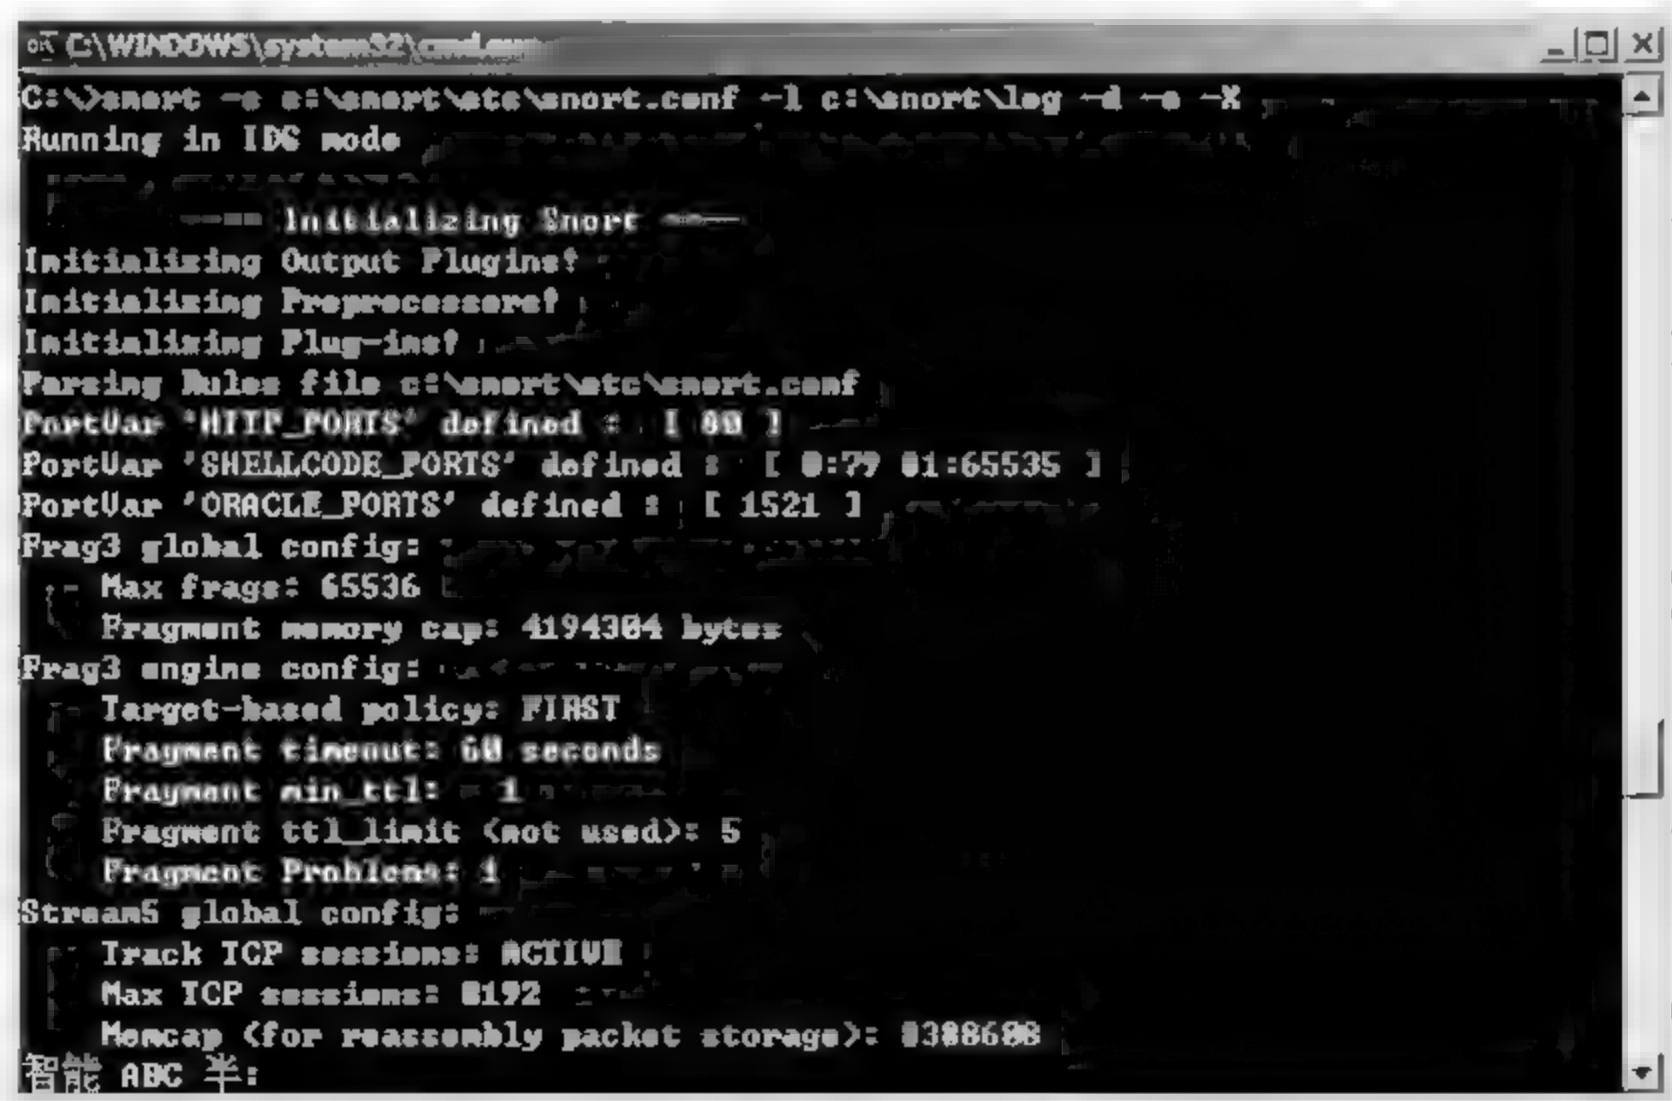 C:\WINDOWS\system32\cmd.exe
C:\>snort -c c:\snort\etc\snort.conf -l c:\snort\log -d -e -X
Running in IDS mode
--== Initializing Snort ==--
Initializing Output Plugins!
Initializing Preprocessors!
Initializing Plug-ins!
Parsing Rules file c:\snort\etc\snort.conf
PortVar 'HTTP_PORTS' defined : [ 80 ]
PortVar 'SHELLCODE_PORTS' defined : [ 0:79 81:65535 ]
PortVar 'ORACLE_PORTS' defined : [ 1521 ]
Frag3 global config:
Max frags: 65536
Fragment memory cap: 4194304 bytes
Frag3 engine config:
Target-based policy: FIRST
Fragment timeout: 60 seconds
Fragment min_ttl: 1
Fragment ttl_limit (not used): 5
Fragment Problems: 1
Stream5 global config:
Track TCP sessions: ACTIVE
Max TCP sessions: 8192
Memcap (for reassembly packet storage): 8388608
智能 ABC 半: